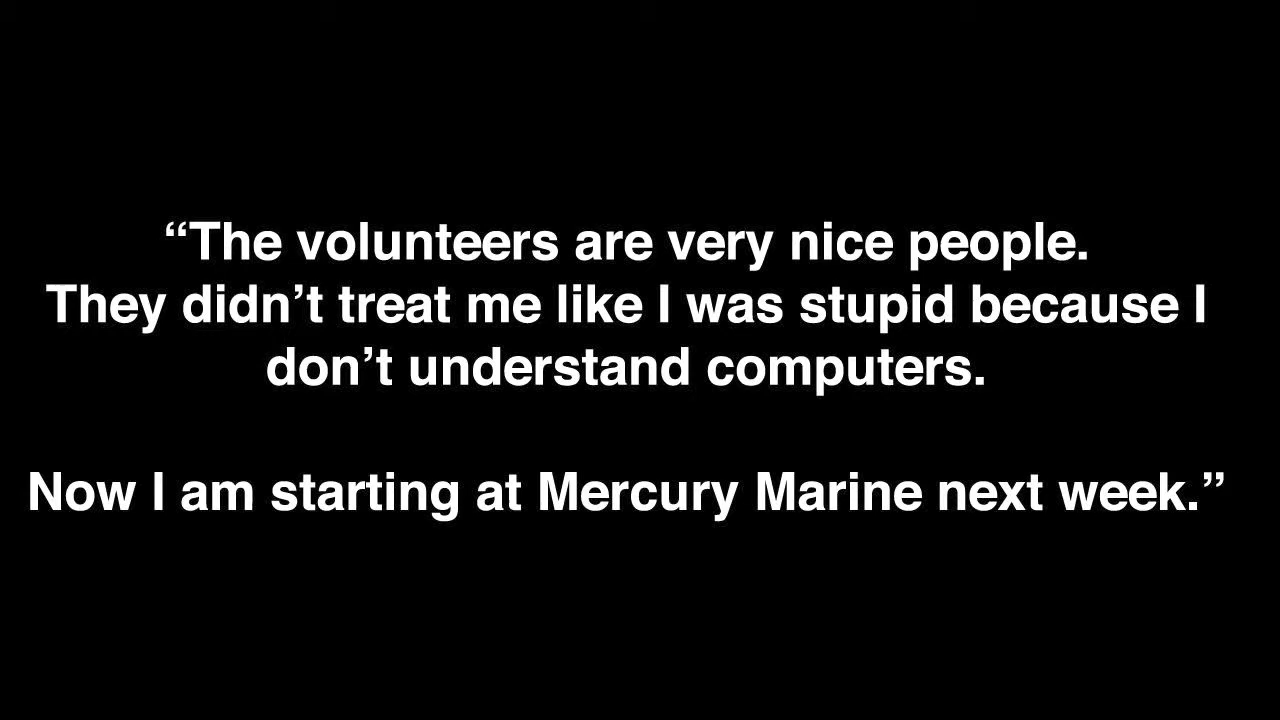 “The volunteers are very nice people.
They didn’t treat me like I was stupid because I
don’t understand computers.
Now I am starting at Mercury Marine next week.”